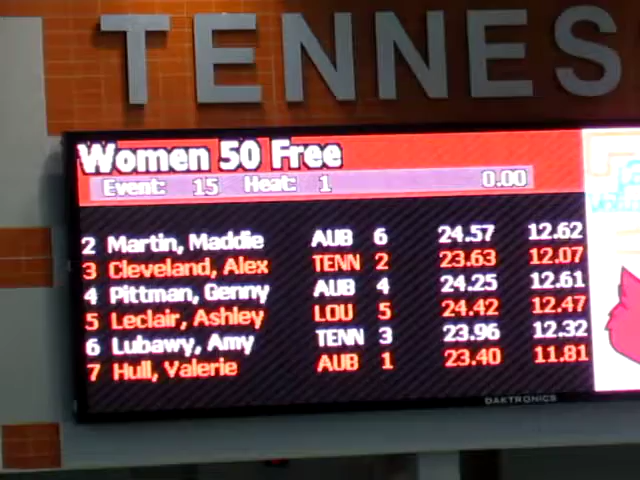 TENNES
Women 50 Free
Event: 15 Heat: 1 0.00
2 Martin, Maddie AUB 6 24.57 12.62
3 Cleveland, Alex TENN 2 23.63 12.07
4 Pittman, Genny AUB 4 24.25 12.61
5 Leclair, Ashley LOU 5 24.42 12.47
6 Lubawy, Amy TENN 3 23.96 12.32
7 Hull, Valerie AUB 1 23.40 11.81
DAKTRONICS